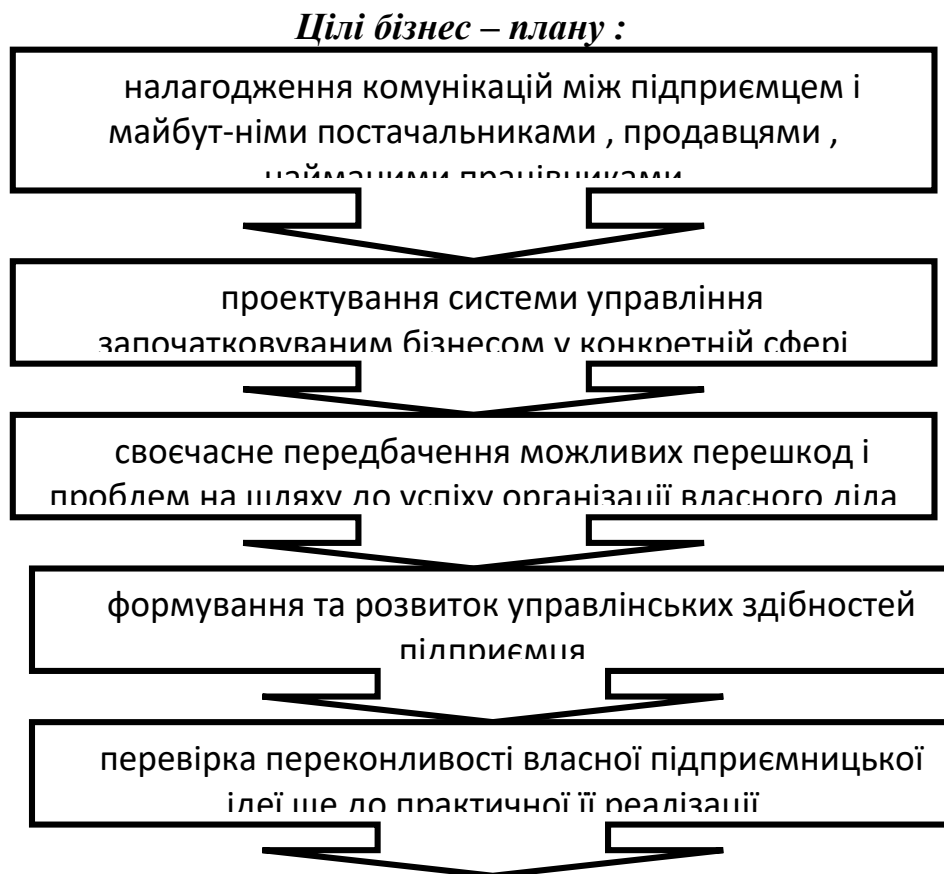 Цілі бізнес – плану :
налагодження комунікацій між підприємцем і
майбут-німи постачальниками , продавцями ,
найманими працівниками
проектування системи управління
започатковуваним бізнесом у конкретній сфері
своєчасне передбачення можливих перешкод і
проблем на шляху до успіху організації власного діла
формування та розвиток управлінських здібностей
підприємця
перевірка переконливості власної підприємницької
ідеї ще до практичної її реалізації